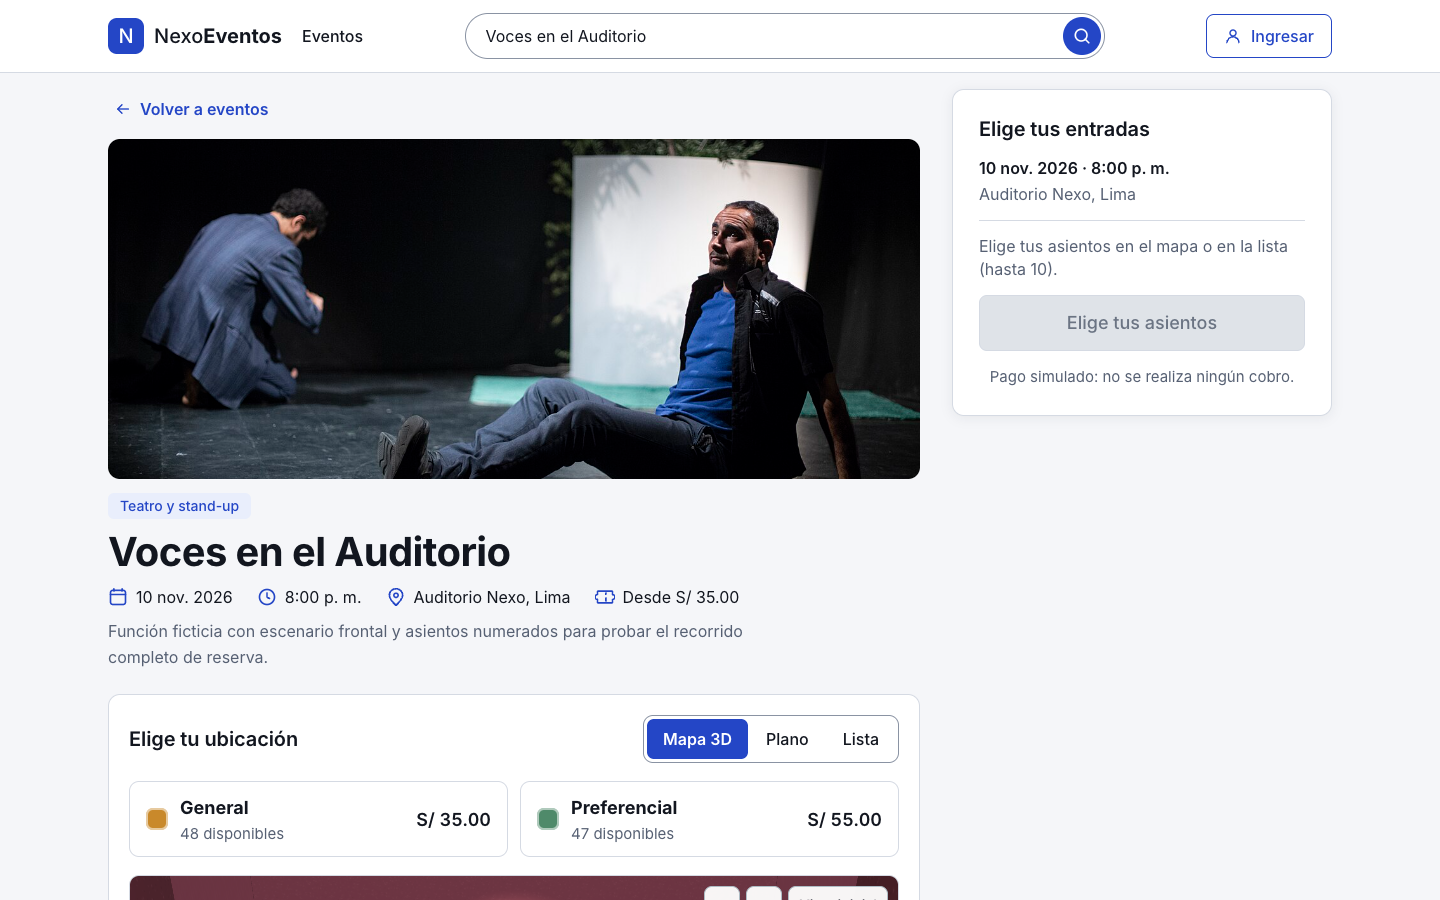 N NexoEventos
Eventos
Voces en el Auditorio
Ingresar
Volver a eventos
Teatro y stand-up
Voces en el Auditorio
10 nov. 2026
8:00 p. m.
Auditorio Nexo, Lima
Desde S/ 35.00
Función ficticia con escenario frontal y asientos numerados para probar el recorrido
completo de reserva.
Elige tu ubicación
Mapa 3D
Plano
Lista
General
48 disponibles
S/ 35.00
Preferencial
47 disponibles
S/ 55.00
Elige tus entradas
10 nov. 2026 · 8:00 p. m.
Auditorio Nexo, Lima
Elige tus asientos en el mapa o en la lista
(hasta 10).
Elige tus asientos
Pago simulado: no se realiza ningún cobro.